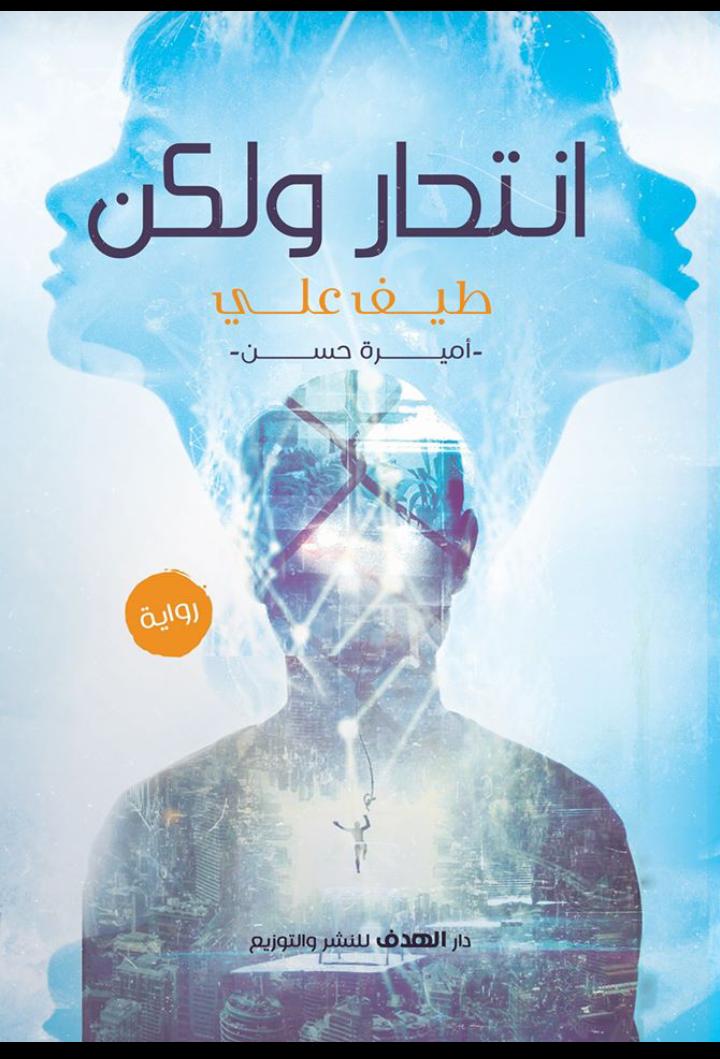 انتحار ولكن
طيف علي
-أميرة حسن-
رواية
دار الهدف للنشر والتوزيع